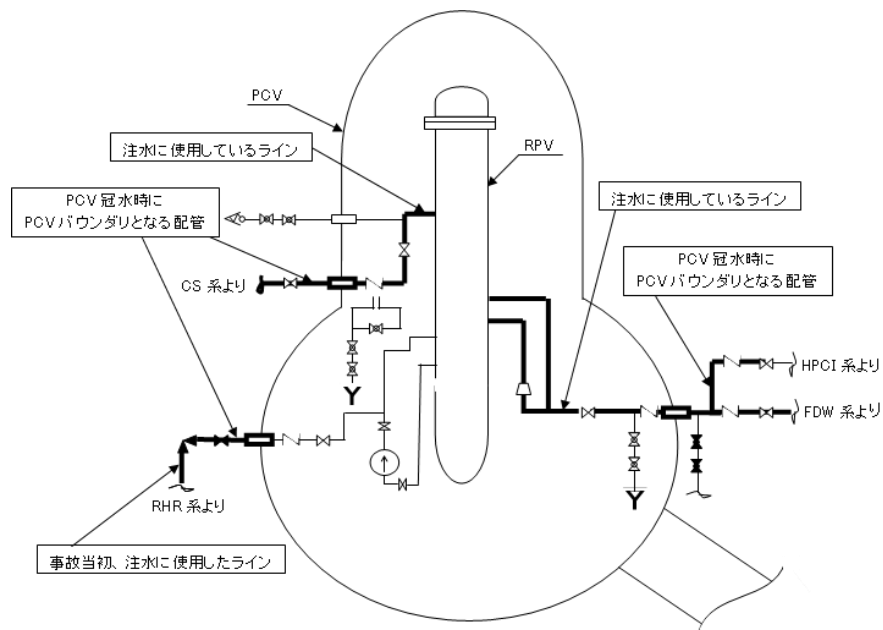 PCV
注水に使用しているライン
RPV
PCV 冠水時に
PCV バウンダリとなる配管
注水に使用しているライン
PCV 冠水時に
PCV バウンダリとなる配管
CS 系より
HPCI 系より
FDW 系より
RHR 系より
事故当初、注水に使用したライン